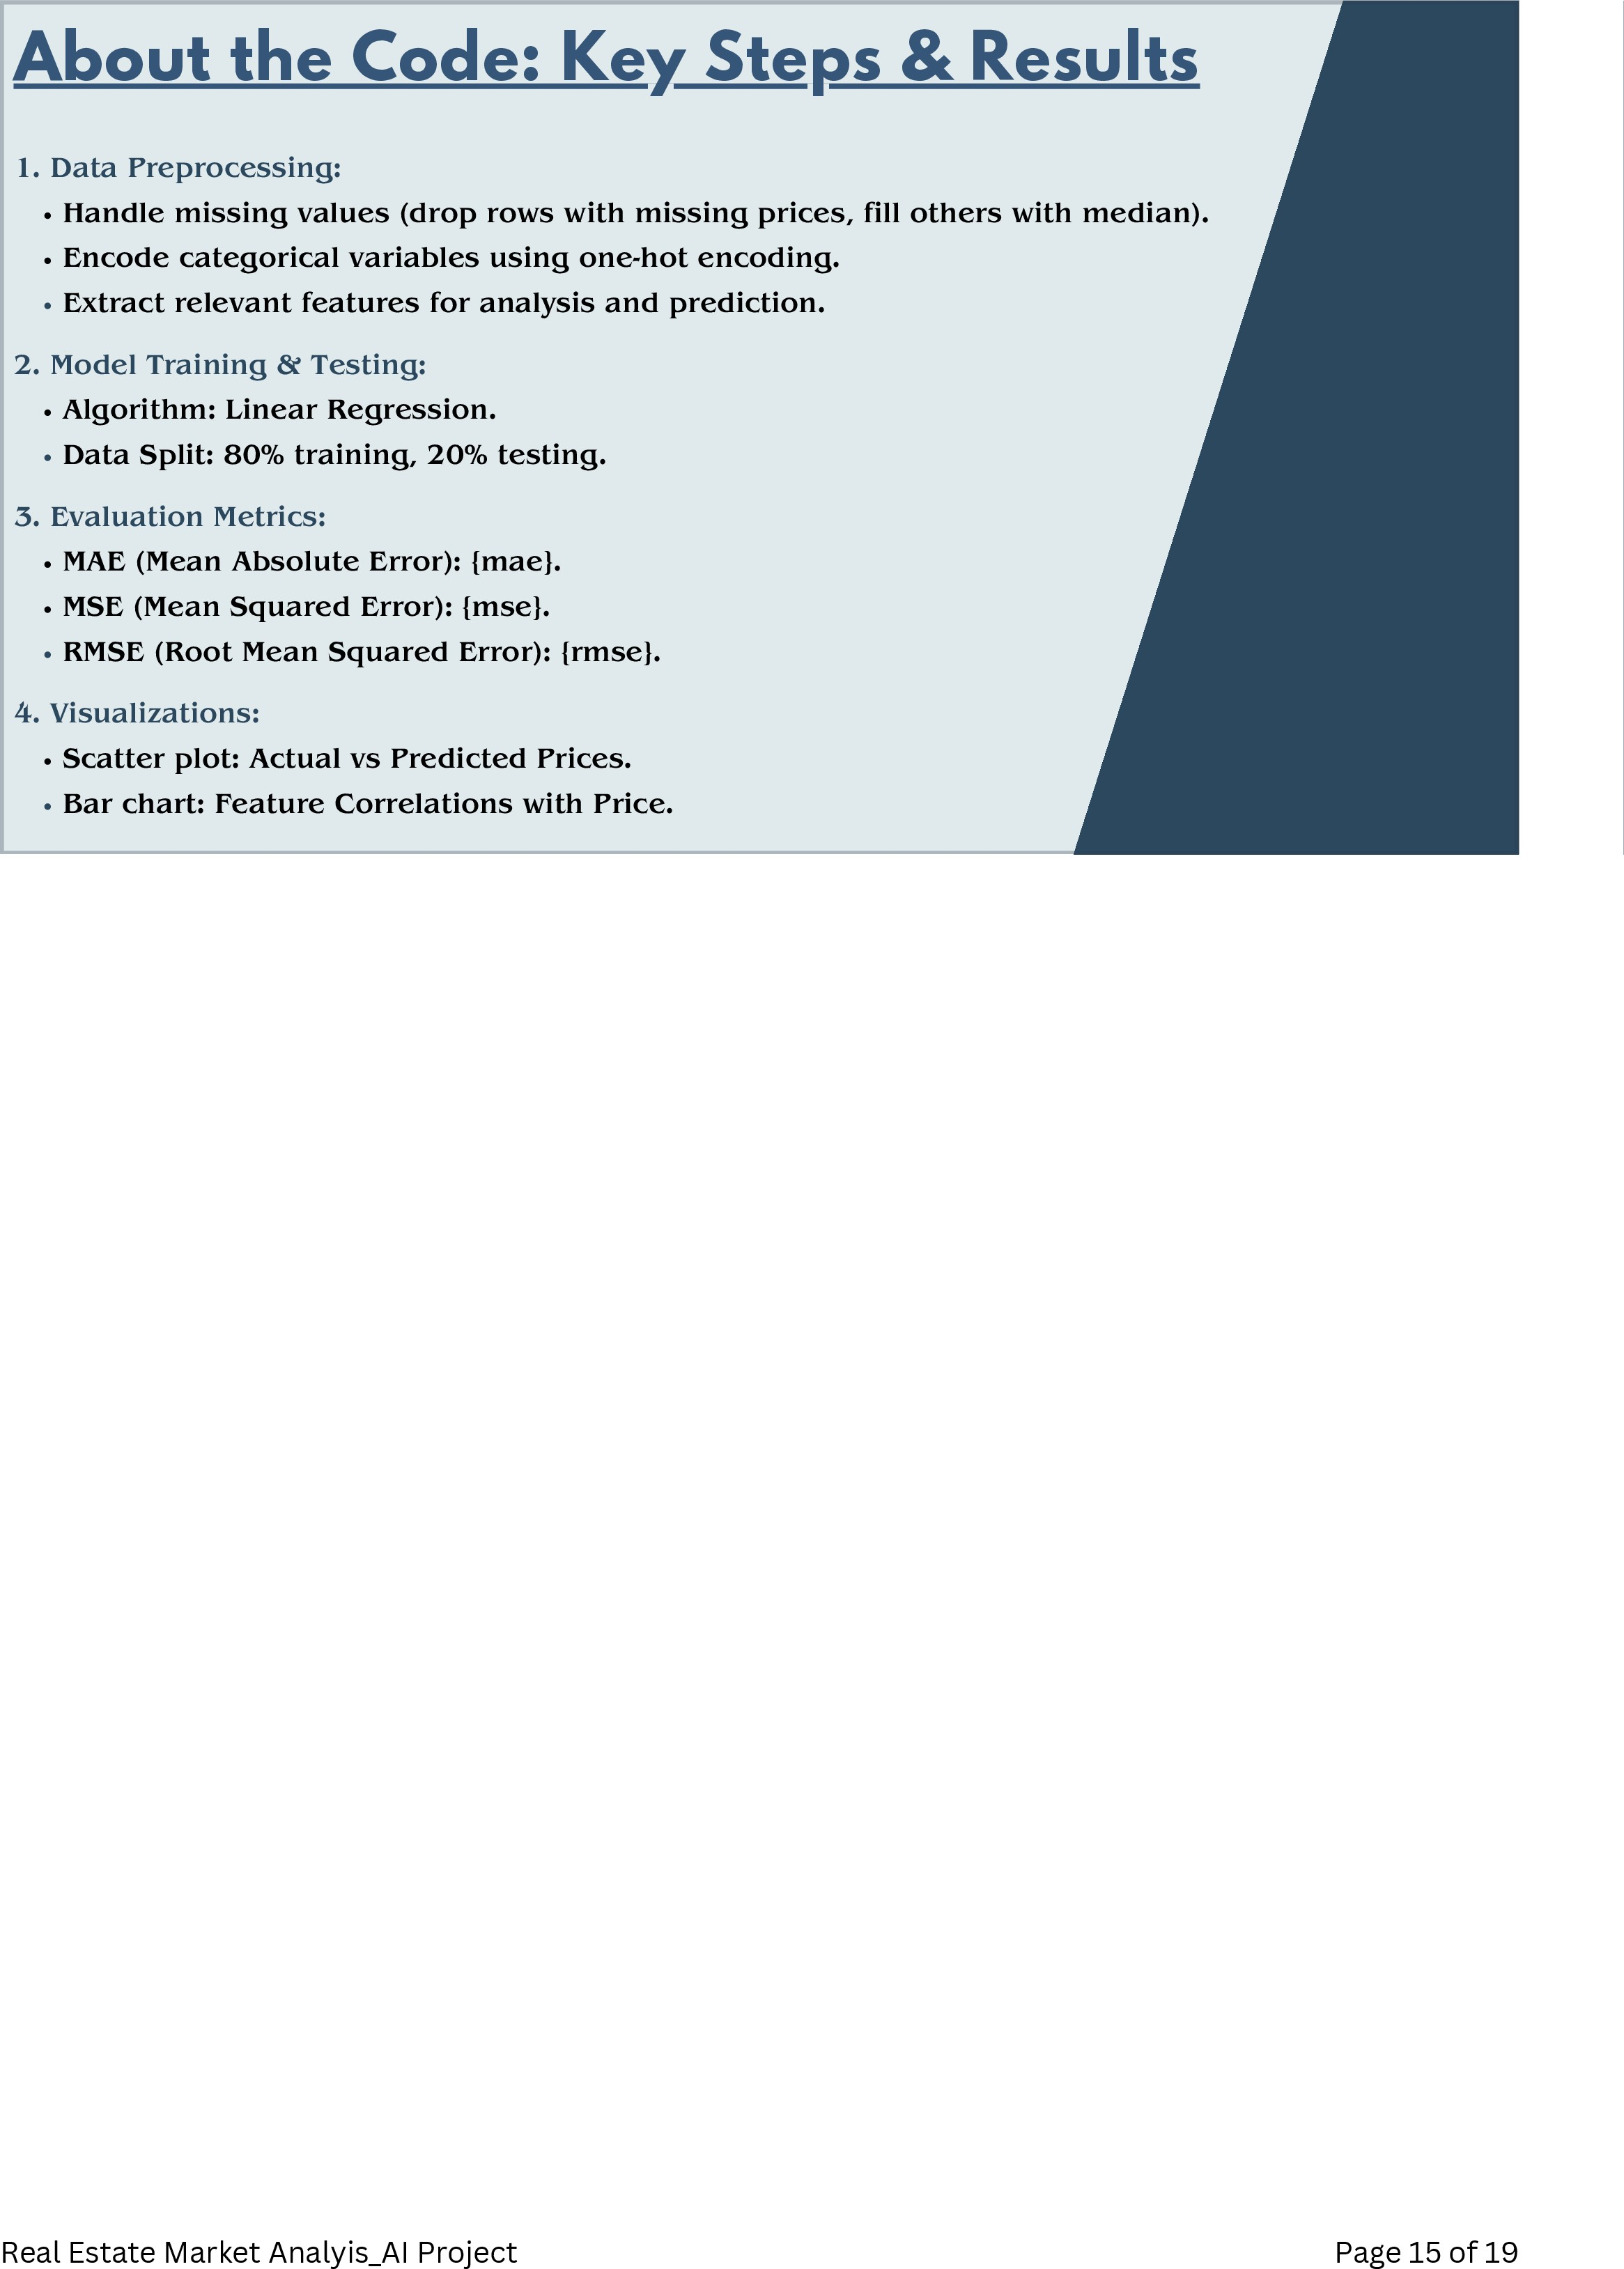 About the Code: Key Steps & Results
1. Data Preprocessing:
• Handle missing values (drop rows with missing prices, fill others with median).
• Encode categorical variables using one-hot encoding.
• Extract relevant features for analysis and prediction.
2. Model Training & Testing:
• Algorithm: Linear Regression.
• Data Split: 80% training, 20% testing.
3. Evaluation Metrics:
• MAE (Mean Absolute Error): {mae}.
• MSE (Mean Squared Error): {mse}.
• RMSE (Root Mean Squared Error): {rmse}.
4. Visualizations:
• Scatter plot: Actual vs Predicted Prices.
• Bar chart: Feature Correlations with Price.
Real Estate Market Analyis_AI Project
Page 15 of 19